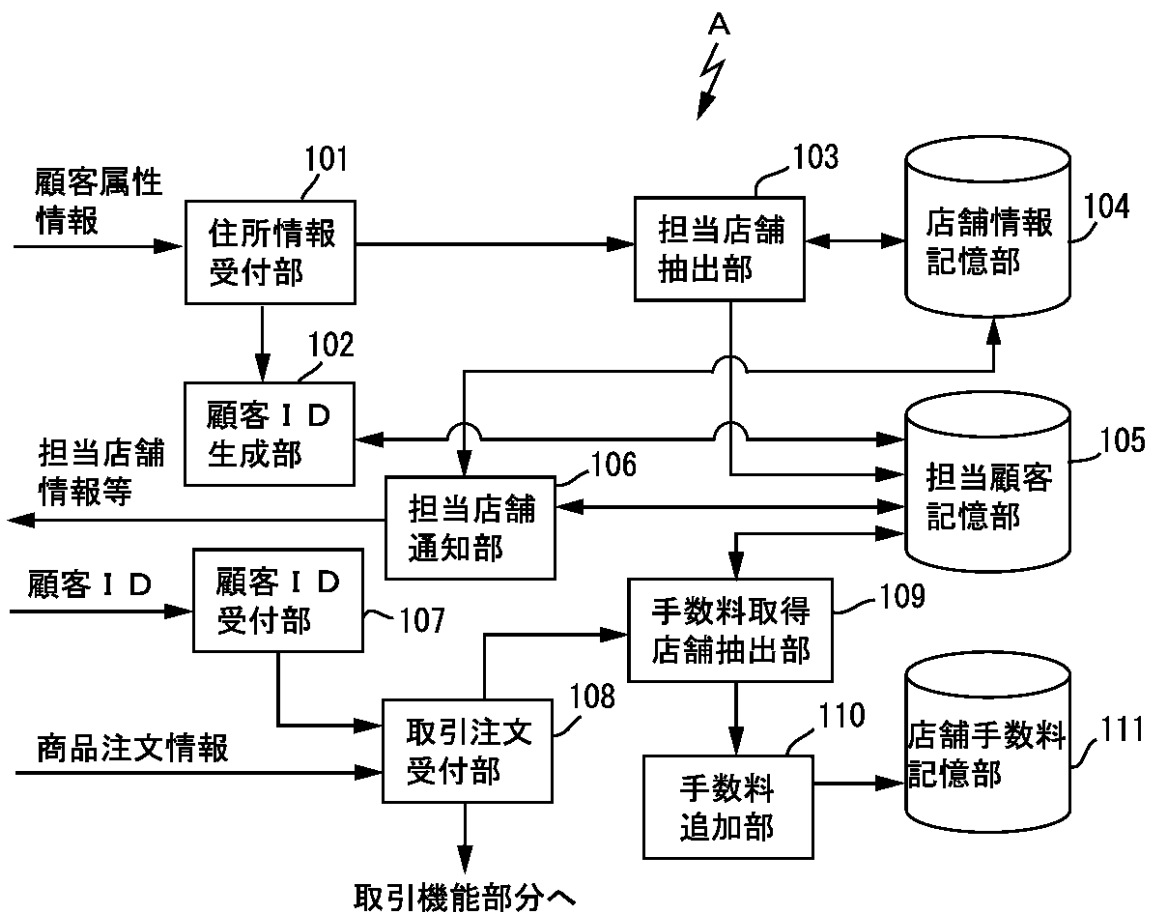 A
101
103
顧客属性
情報
住所情報
受付部
担当店舗
抽出部
店舗情報
記憶部
104
102
顧客ID
生成部
担当店舗
情報等
106
担当店舗
通知部
担当顧客
記憶部
105
顧客ID
顧客ID
受付部
107
手数料取得
店舗抽出部
109
108
商品注文情報
取引注文
受付部
110
手数料
追加部
店舗手数料
記憶部
111
取引機能部分へ